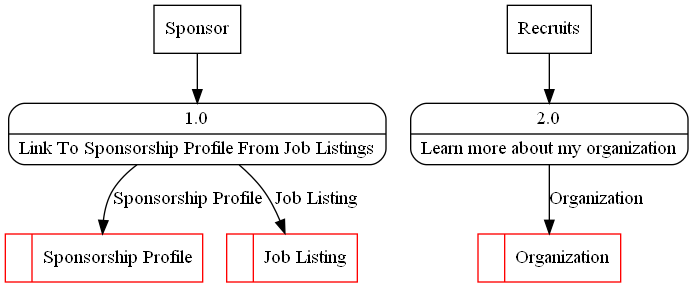 Sponsor
Recruits
1.0
Link To Sponsorship Profile From Job Listings
2.0
Learn more about my organization
Sponsorship Profile
Job Listing
Organization
Sponsorship Profile
Job Listing
Organization